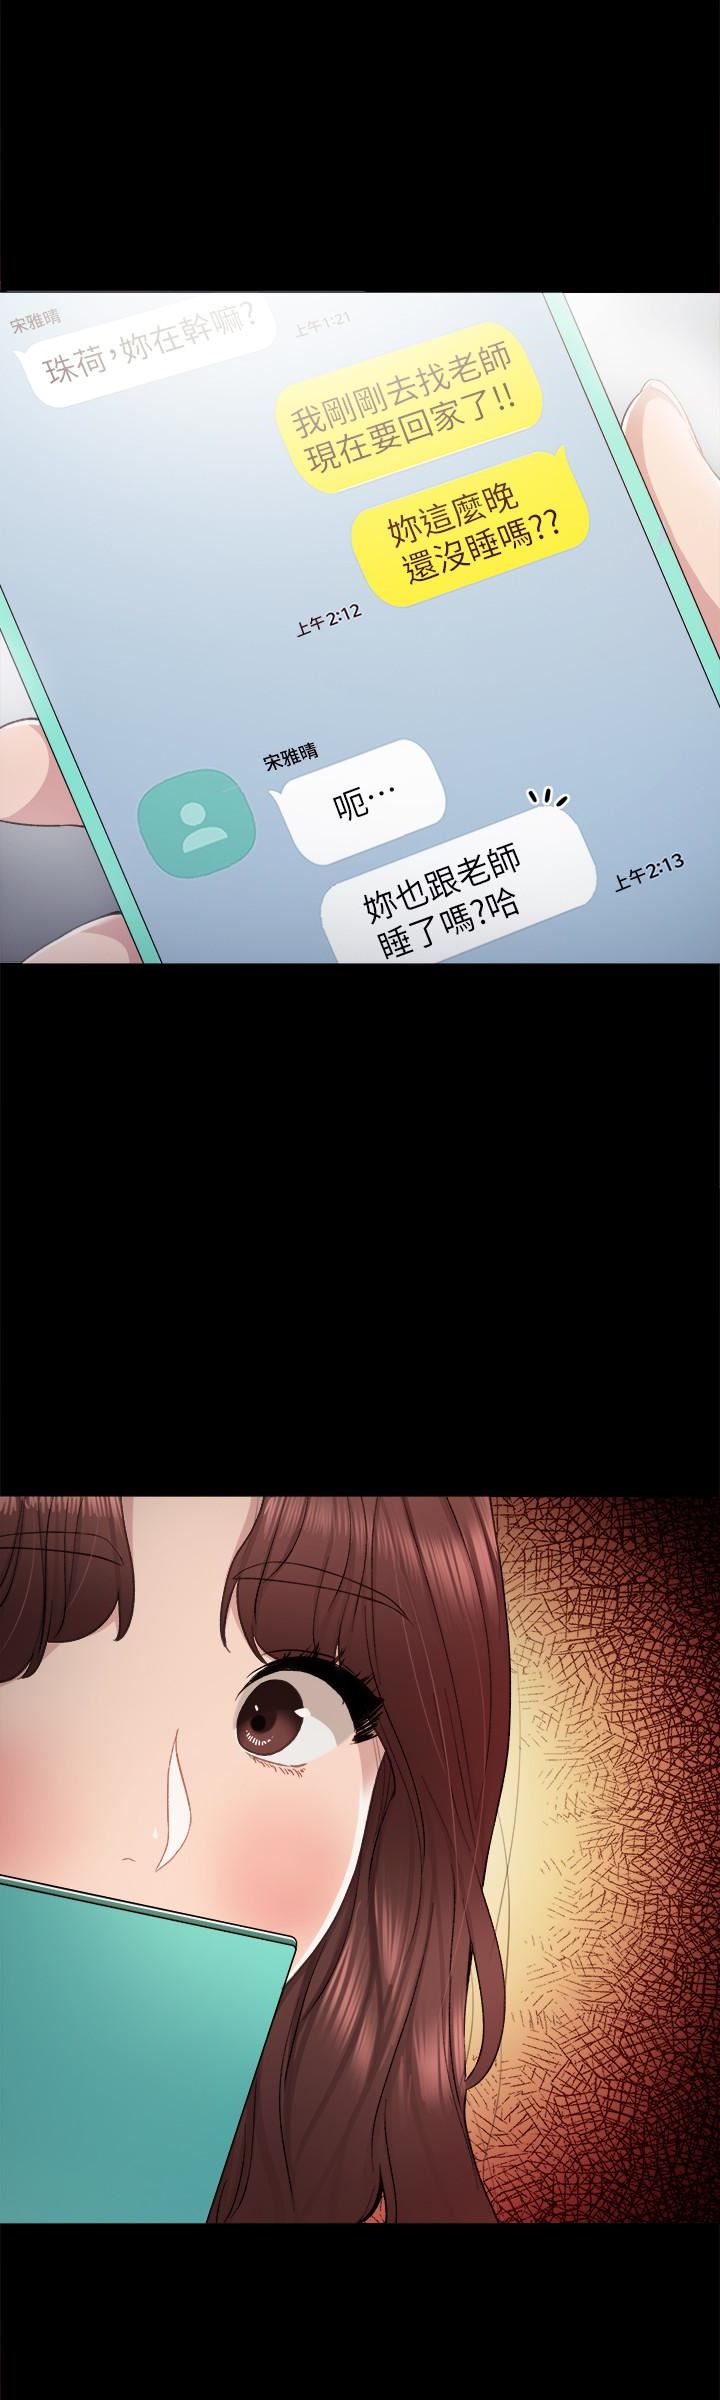 宋雅晴
珠荷，妳在幹嘛?
上午1:21
我剛剛去找老師
現在要回家了!!
妳這麼晚
還沒睡嗎??
上午2:12
宋雅晴
呃⋯
妳也跟老師
睡了嗎?哈
上午2:13